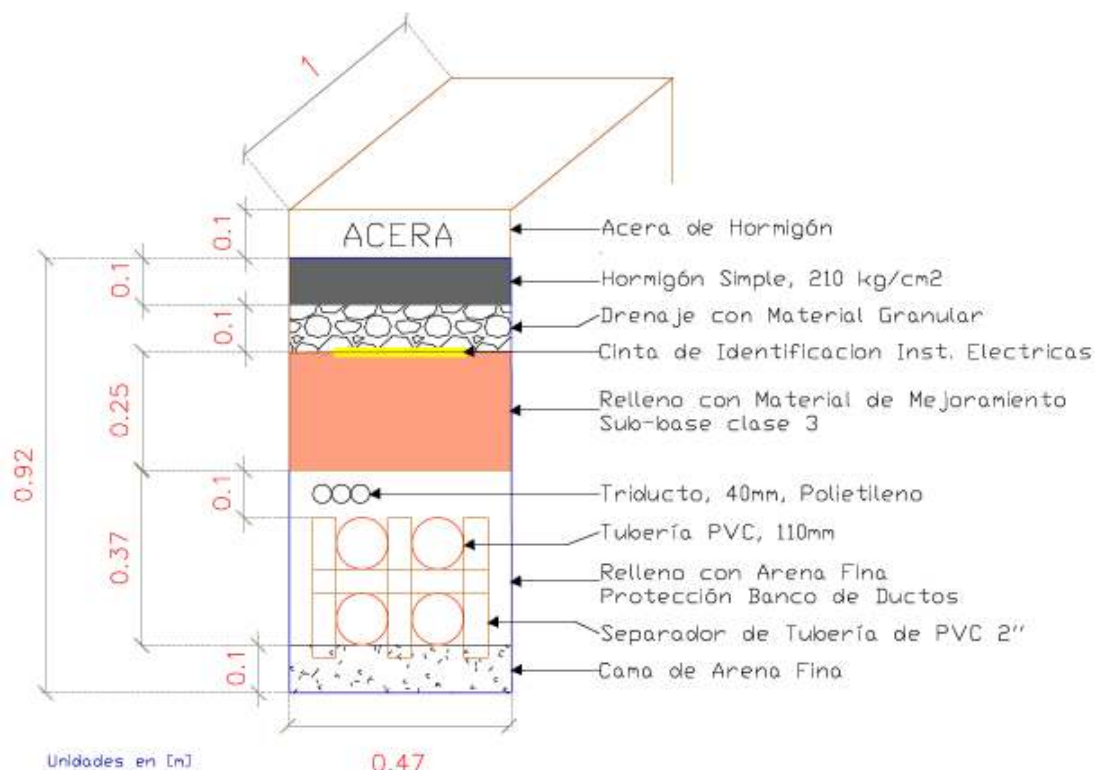 1
0.1
ACERA
Acera de Hormigón
0.1
Hormigón Simple, 210 kg/cm2
0.1
Drenaje con Material Granular
Cinta de Identificacion Inst. Electricas
0.25
Relleno con Material de Mejoramiento
Sub-base clase 3
0.92
0.1
Triducto, 40mm, Polietileno
0.37
Tubería PVC, 110mm
Relleno con Arena Fina
Protección Banco de Ductos
Separador de Tubería de PVC 2''
0.1
Cama de Arena Fina
Unidades en [m]
0.47